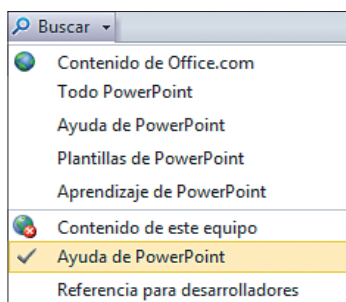 Buscar
Contenido de Office.com
Todo PowerPoint
Ayuda de PowerPoint
Plantillas de PowerPoint
Aprendizaje de PowerPoint
Contenido de este equipo
Ayuda de PowerPoint
Referencia para desarrolladores